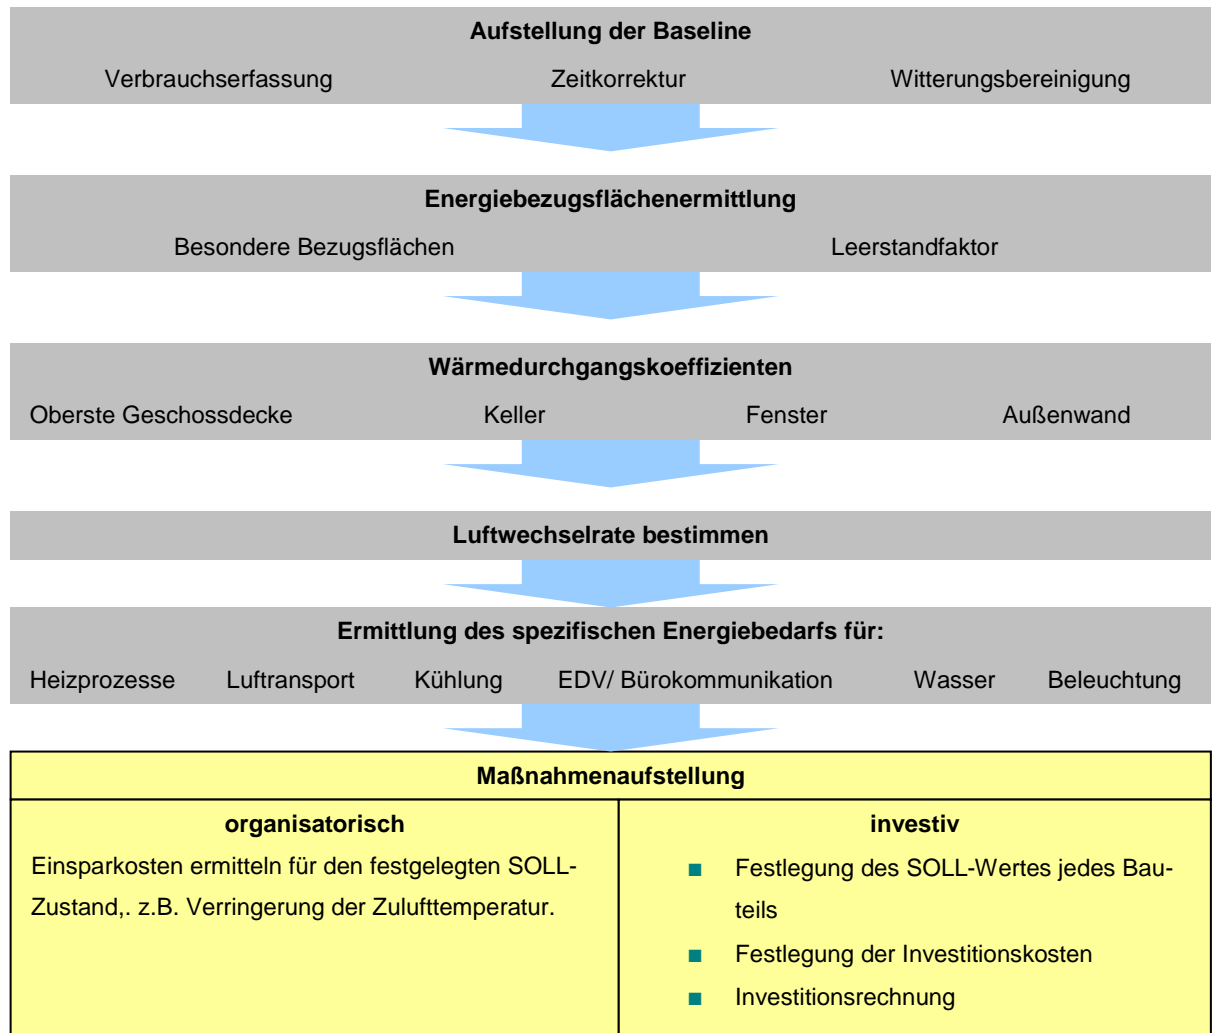 Aufstellung der Baseline
Verbrauchserfassung Zeitkorrektur Witterungsbereinigung
Energiebezugsflächenermittlung
Besondere Bezugsflächen Leerstandfaktor
Wärmedurchgangskoeffizienten
Oberste Geschossdecke Keller Fenster Außenwand
Luftwechselrate bestimmen
Ermittlung des spezifischen Energiebedarfs für:
Heizprozesse Luftransport Kühlung EDV/ Bürokommunikation Wasser Beleuchtung
Maßnahmenaufstellung
organisatorisch
Einsparkosten ermitteln für den festgelegten SOLL-
Zustand,. z.B. Verringerung der Zulufttemperatur.
investiv
■ Festlegung des SOLL-Wertes jedes Bau-
teils
■ Festlegung der Investitionskosten
■ Investitionsrechnung